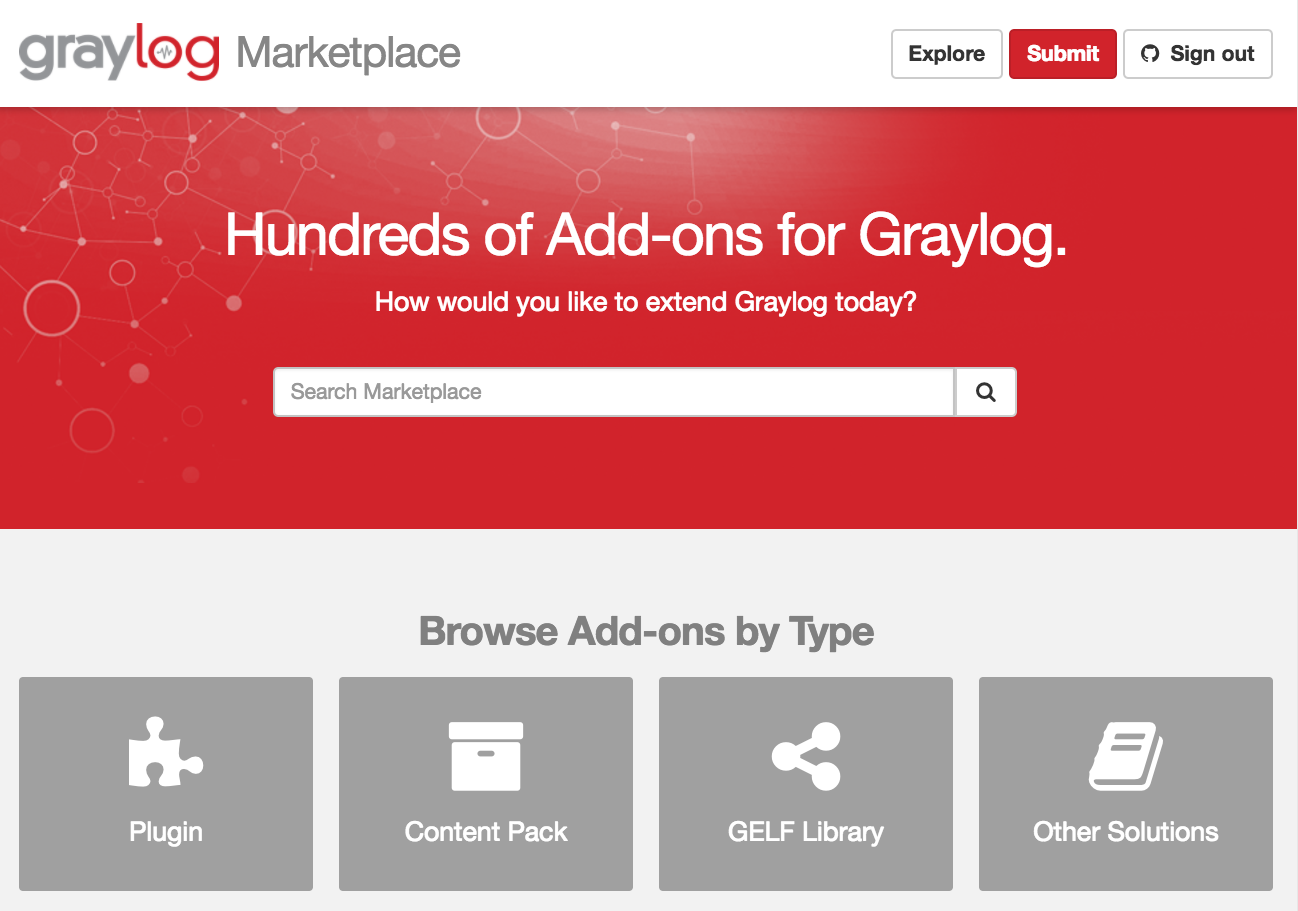 graylog Marketplace
Explore
Submit
Sign out
Hundreds of Add-ons for Graylog.
How would you like to extend Graylog today?
Search Marketplace
Browse Add-ons by Type
Plugin
Content Pack
GELF Library
Other Solutions